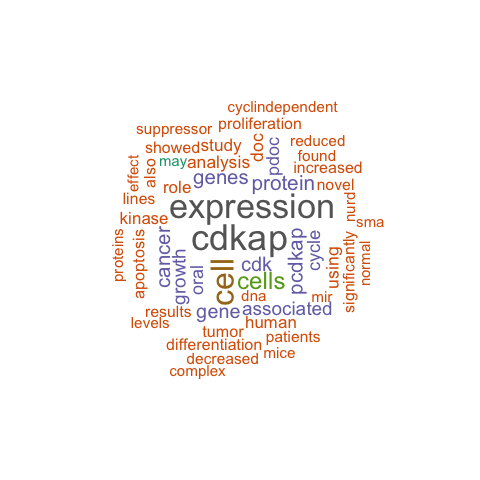 cyclindependent
suppressor
proliferation
showed
study
doc
pdoc
reduced
found
may
analysis
increased
effect
also
role
genes
protein
novel
lines
expression
nurd
kinase
sma
cdkap
proteins
apoptosis
cancer
growth
oral
cell
cdk
cells
pcdkap
cycle
using
significantly
normal
dna
mir
results
gene
associated
levels
human
tumor
patients
differentiation
mice
decreased
complex